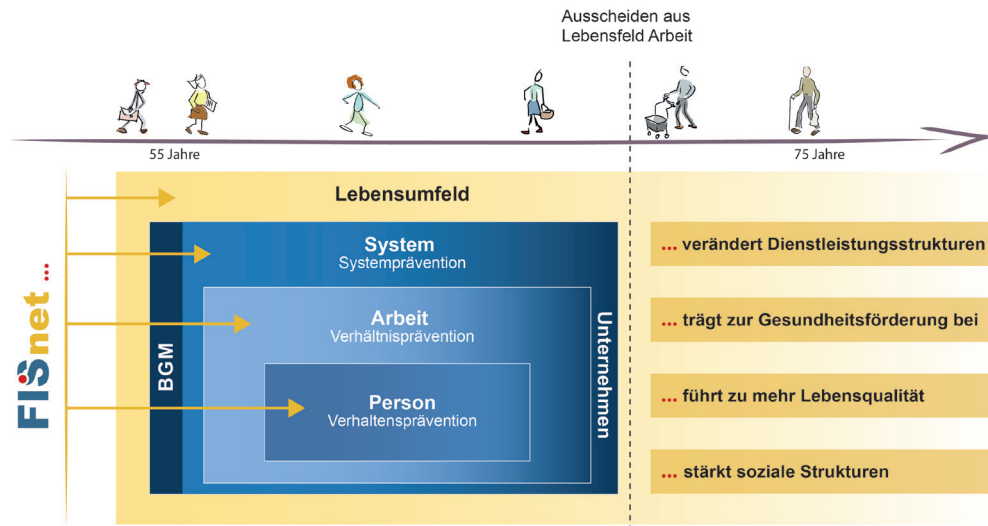 Ausscheiden aus
Lebensfeld Arbeit
55 Jahre
75 Jahre
FISnet ...
Lebensumfeld
BGM
System
Systemprävention
Arbeit
Verhältnisprävention
Person
Verhaltensprävention
Unternehmen
... verändert Dienstleistungsstrukturen
... trägt zur Gesundheitsförderung bei
... führt zu mehr Lebensqualität
... stärkt soziale Strukturen